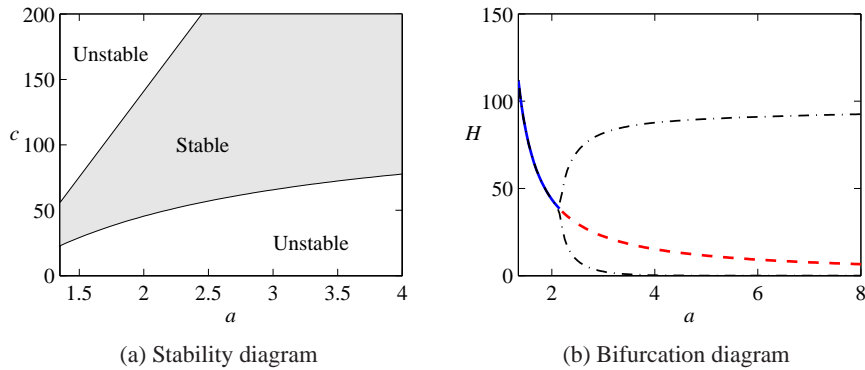 200
150
100
50
0
c
Unstable
Stable
Unstable
1.5
2
2.5
3
3.5
4
a
(a) Stability diagram
150
100
50
0
H
2
4
6
8
a
(b) Bifurcation diagram